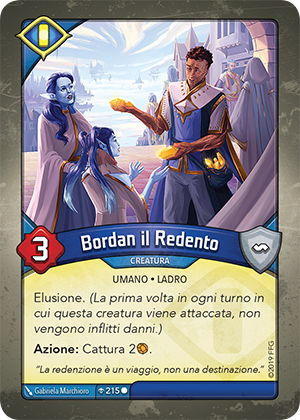 Bordan il Redento
CREATURA
3
UMANO • LADRO
Elusione. (La prima volta in ogni turno in
cui questa creatura viene attaccata, non
vengono inflitti danni.)
Azione: Cattura 2.
“La redenzione è un viaggio, non una destinazione.”
Gabriela Marchioro
215
©2019 FFG